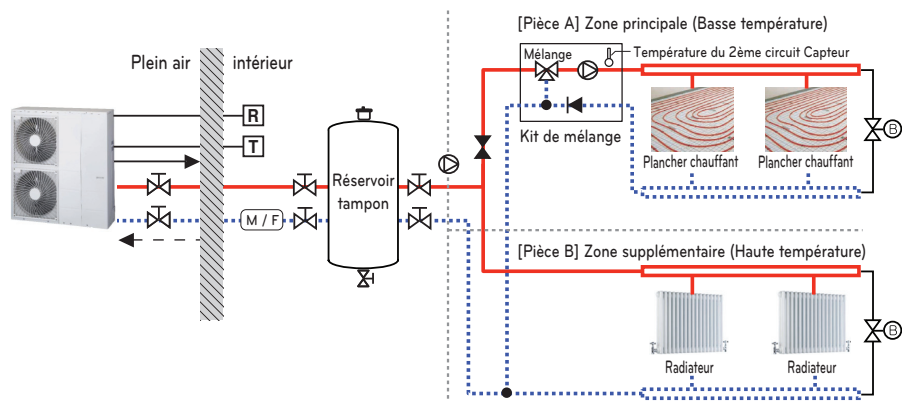 [Pièce A] Zone principale (Basse température)
Plein air
intérieur
Mélange
Température du 2ème circuit Capteur
R
T
Kit de mélange
B
Plancher chauffant
Plancher chauffant
Réservoir
tampon
M / F
[Pièce B] Zone supplémentaire (Haute température)
B
Radiateur
Radiateur